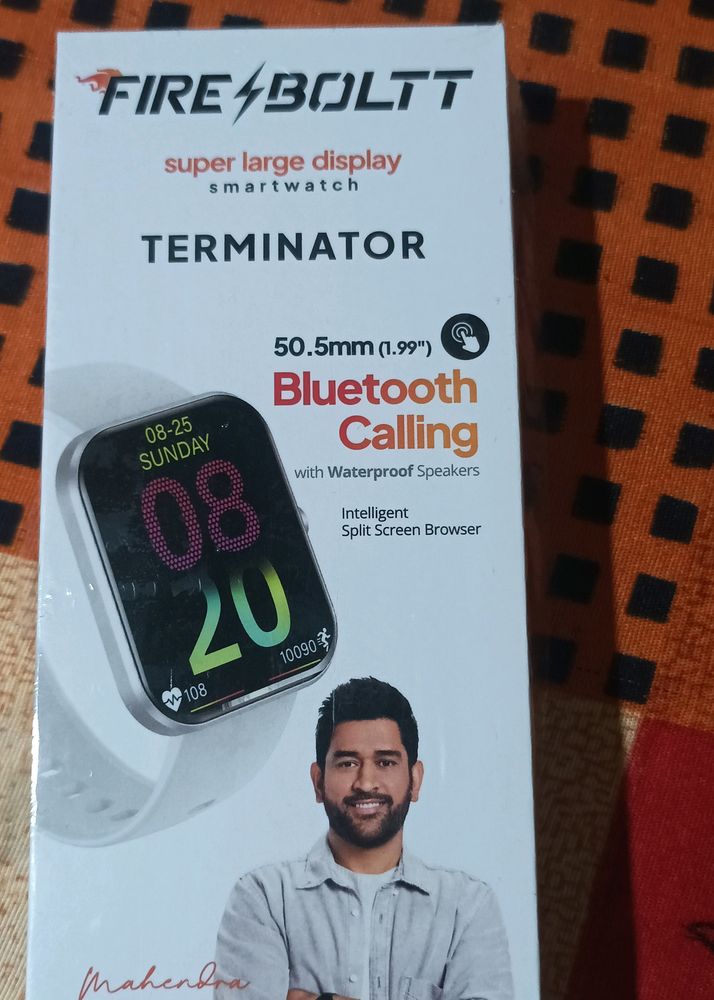 FIRE BOLTT
super large display
smartwatch
TERMINATOR
50.5mm (1.99")
Bluetooth
Calling
with Waterproof Speakers
Intelligent
Split Screen Browser
08-25
SUNDAY
08
20
108
10090
Mahendra